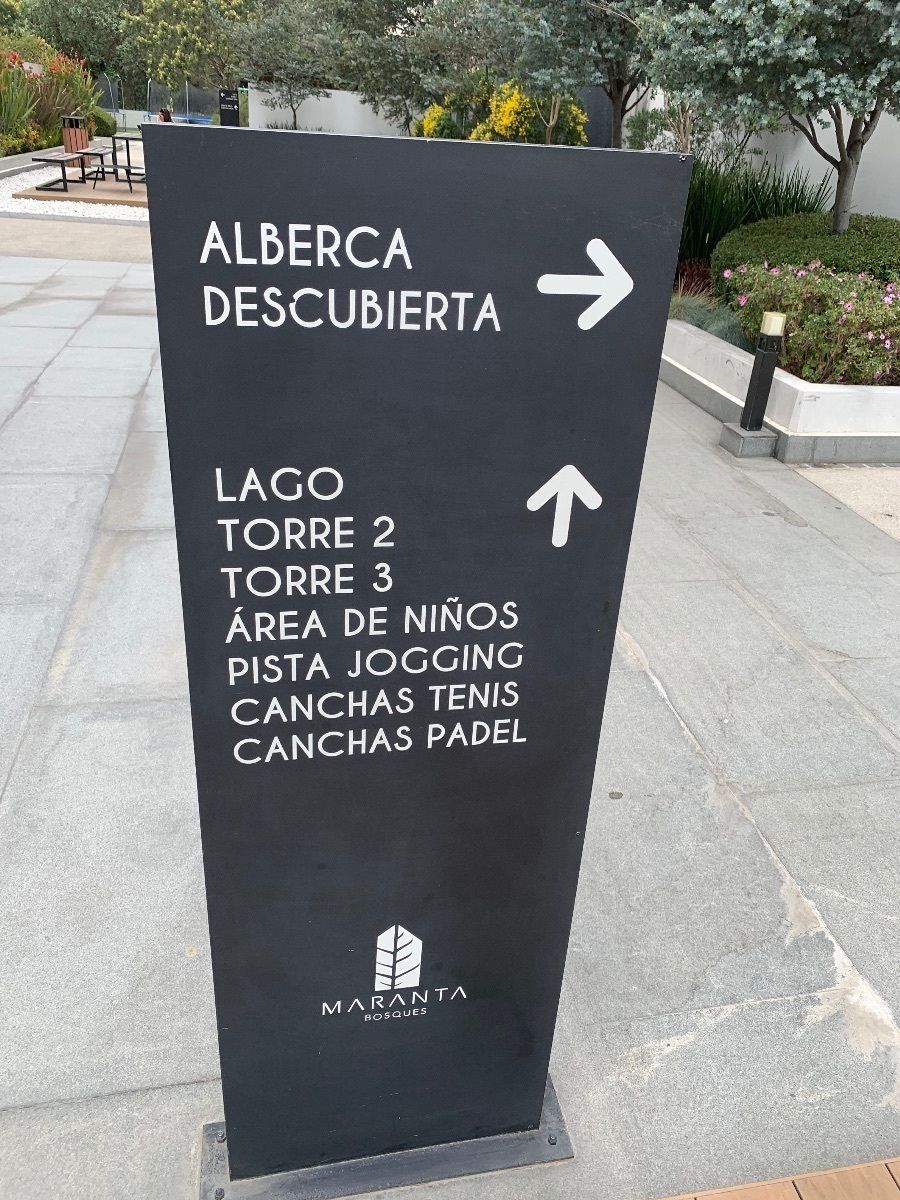 ALBERCA
DESCUBIERTA
LAGO
TORRE 2
TORRE 3
ÁREA DE NIÑOS
PISTA JOGGING
CANCHAS TENIS
CANCHAS PADEL
MARANTA
BOSQUES